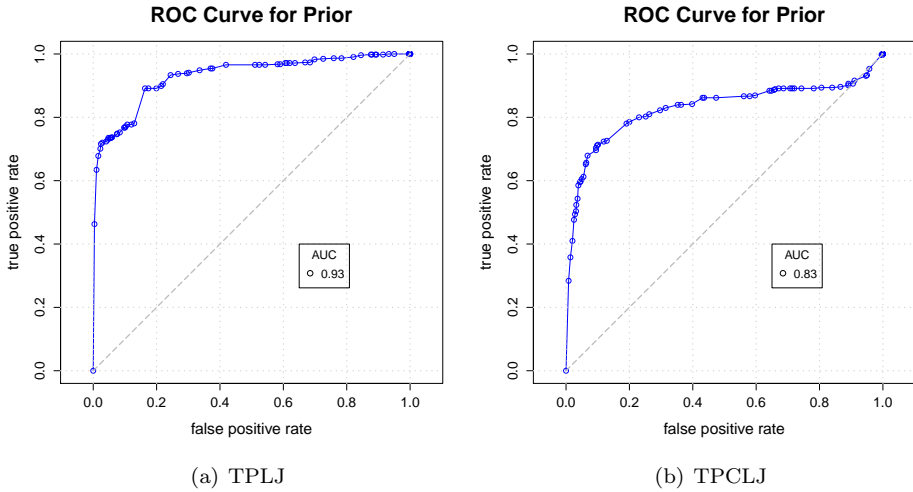 ROC Curve for Prior
true positive rate
1.0
0.8
0.6
0.4
0.2
0.0
AUC
0.93
0.0 0.2 0.4 0.6 0.8 1.0
false positive rate
(a) TPLJ
ROC Curve for Prior
true positive rate
1.0
0.8
0.6
0.4
0.2
0.0
AUC
0.83
0.0 0.2 0.4 0.6 0.8 1.0
false positive rate
(b) TPCLJ